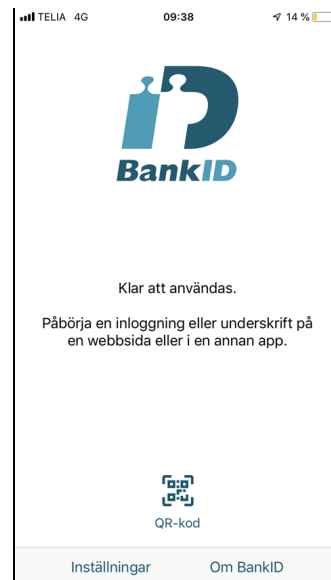 TELIA 4G 09:38 14 %
BankID
Klar att användas.
Påbörja en inloggning eller underskrift på
en webbsida eller i en annan app.
QR-kod
Inställningar Om BankID